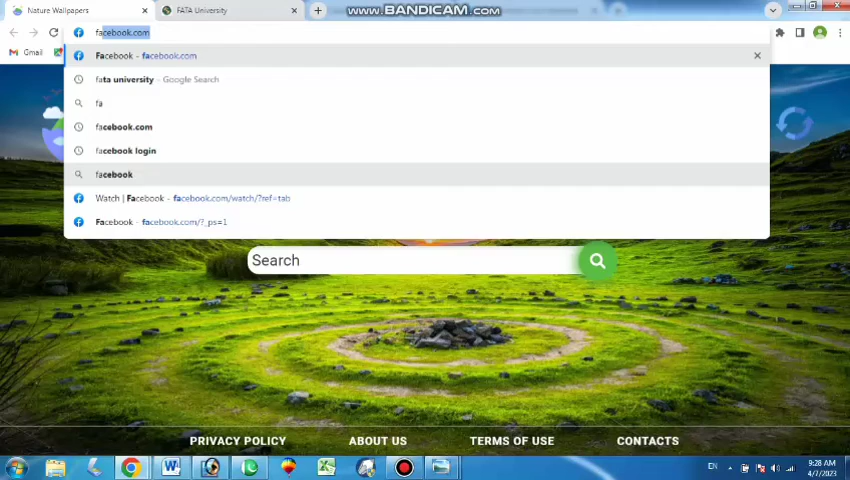 Nature Wallpapers
FATA University
WWW.BANDICAM.COM
facebook.com
Gmail
Facebook - facebook.com
fata university - Google Search
fa
facebook.com
facebook login
facebook
Watch | Facebook - facebook.com/watch/?ref=tab
Facebook - facebook.com/?_ps=1
Search
PRIVACY POLICY
ABOUT US
TERMS OF USE
CONTACTS
EN
9:28 AM
4/7/2023